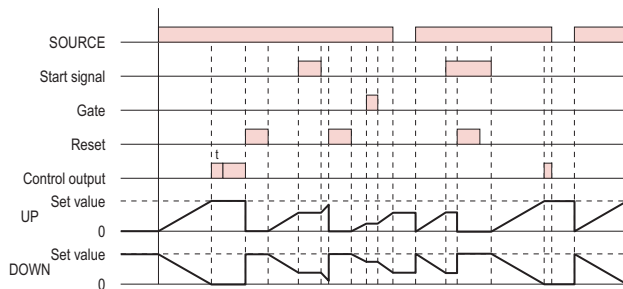 SOURCE
Start signal
Gate
Reset
t
Control output
Set value
UP
0
Set value
DOWN
0